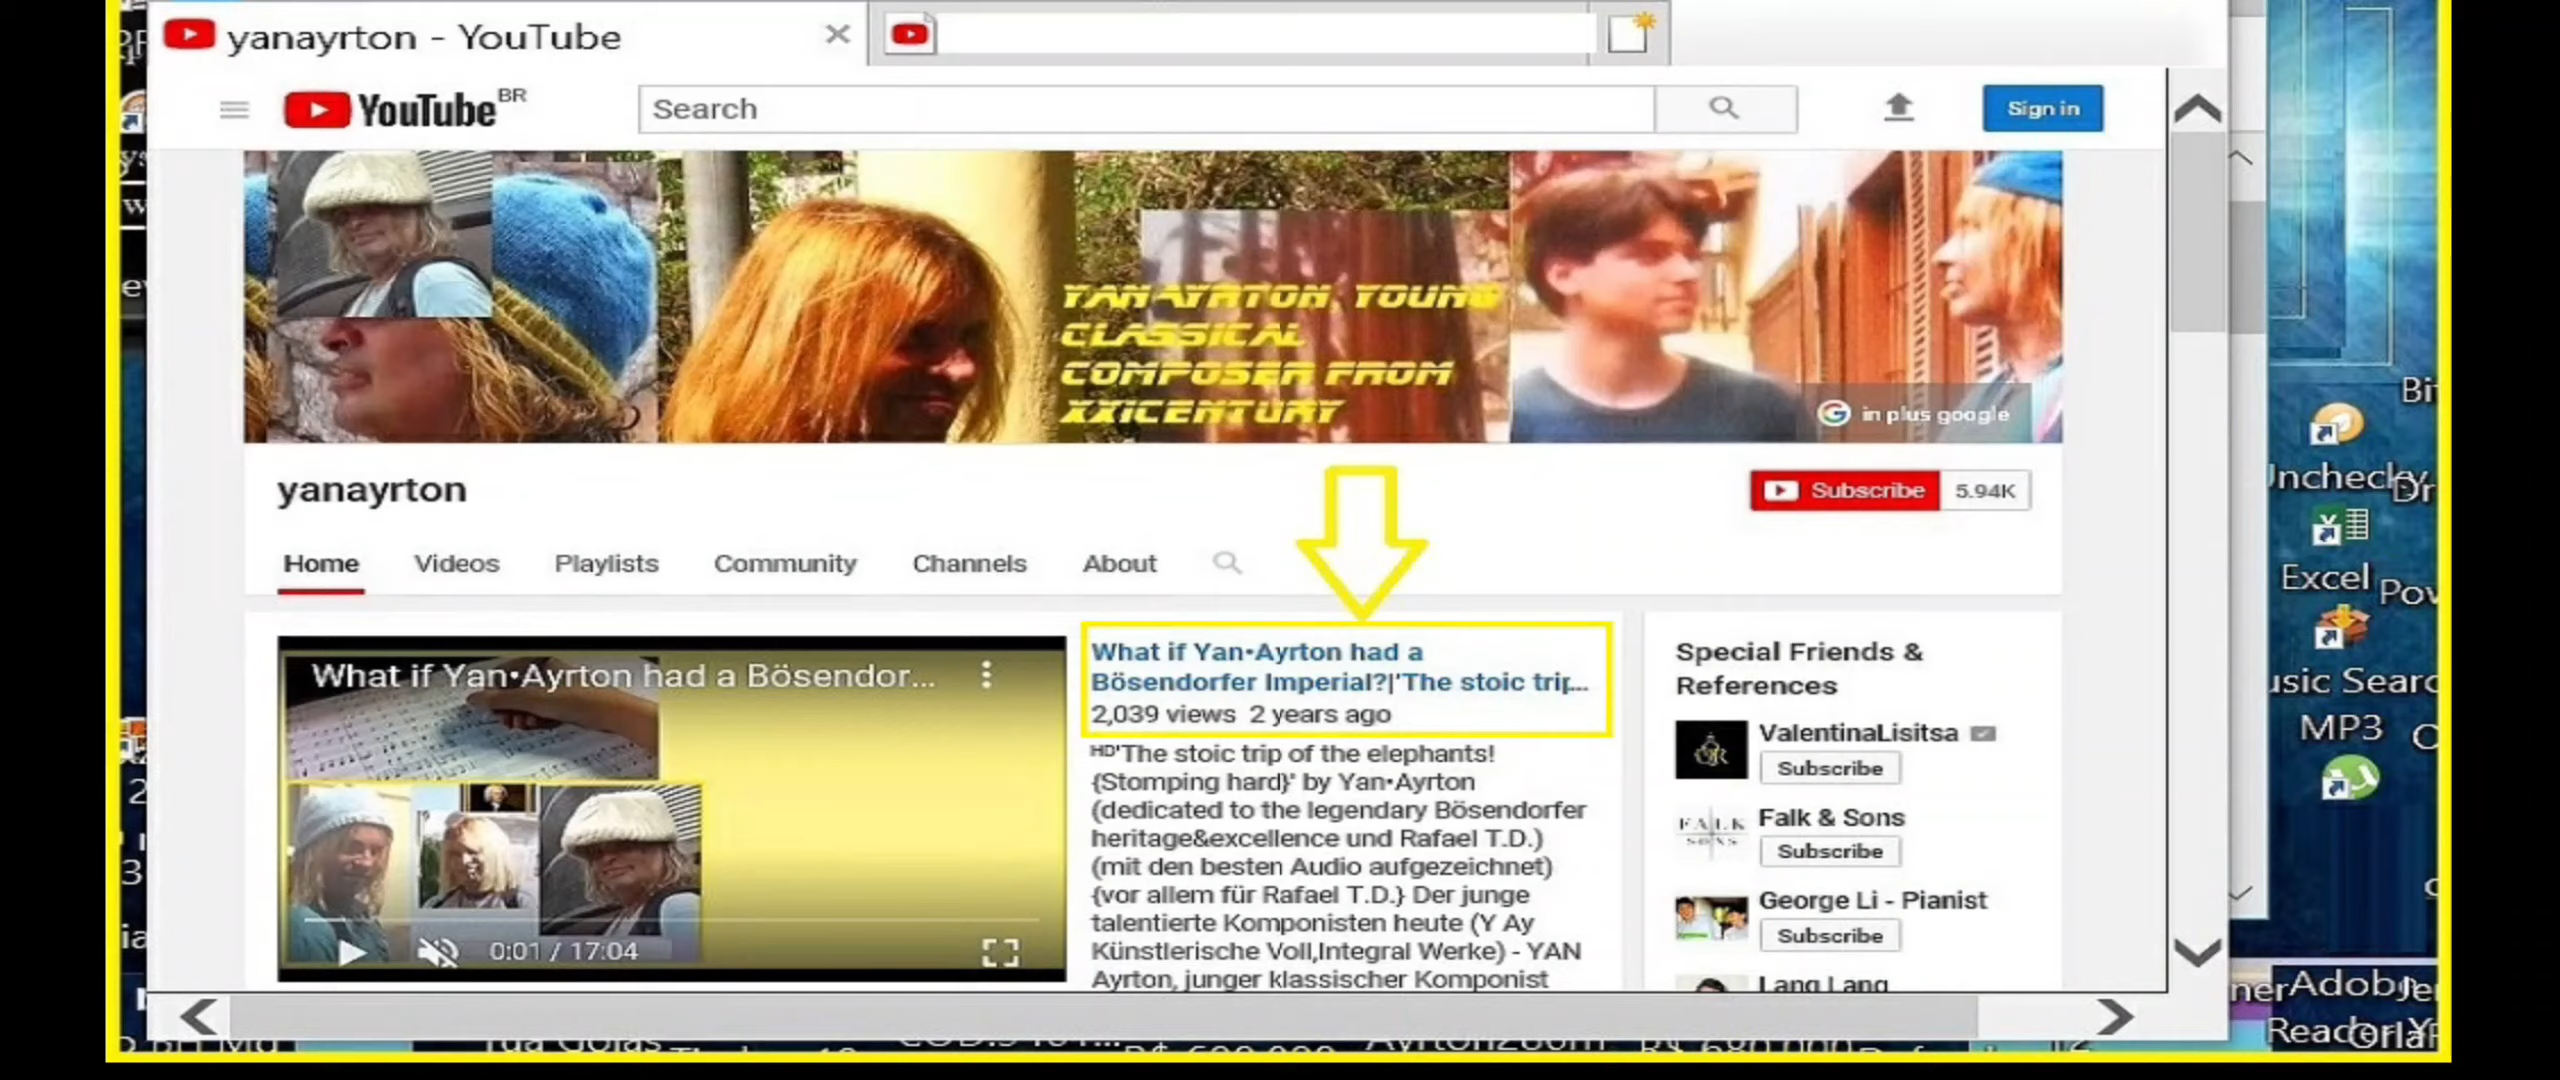 yanayrton - YouTube
YouTube BR
Search
Sign in
YANAYRTON, YOUNG
CLASSICAL
COMPOSER FROM
XXICENTURY
in plus google
yanayrton
Subscribe 5.94K
Home Videos Playlists Community Channels About
What if Yan•Ayrton had a Bösendor...
0:01 / 17:04
What if Yan•Ayrton had a
Bösendorfer Imperial?|'The stoic trip...
2,039 views 2 years ago
HD'The stoic trip of the elephants!
{Stomping hard}' by Yan•Ayrton
(dedicated to the legendary Bösendorfer
heritage&excellence und Rafael T.D.)
(mit den besten Audio aufgezeichnet)
{vor allem für Rafael T.D.} Der junge
talentierte Komponisten heute (Y Ay
Künstlerische Voll,Integral Werke) - YAN
Ayrton, junger klassischer Komponist
Special Friends &
References
ValentinaLisitsa
Subscribe
FALK
SONS
Falk & Sons
Subscribe
George Li - Pianist
Subscribe
Lang Lang
Unchecky
Excel
MP3
Adobe
Reader